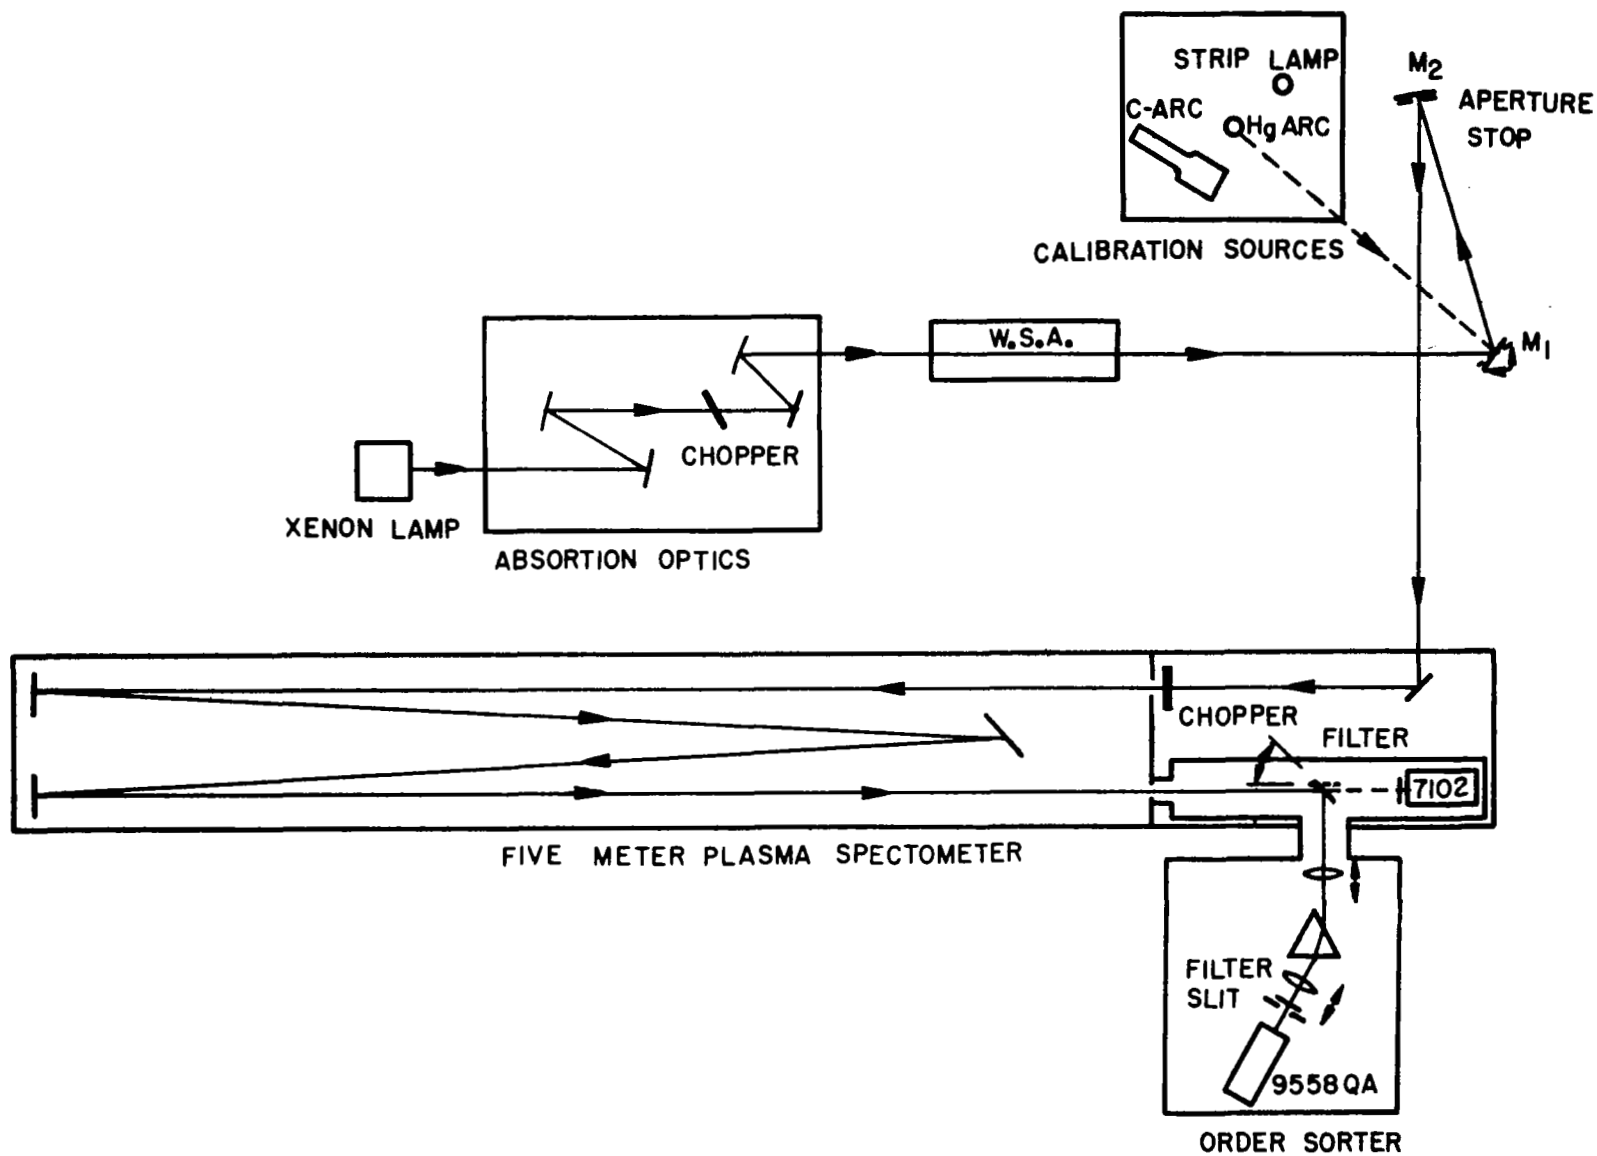 STRIP LAMP
M2
C-ARC
APERTURE
STOP
Hg ARC
CALIBRATION SOURCES
W.S.A.
M1
CHOPPER
XENON LAMP
ABSORTION OPTICS
CHOPPER
FILTER
7102
FIVE METER PLASMA SPECTOMETER
FILTER
SLIT
9558QA
ORDER SORTER